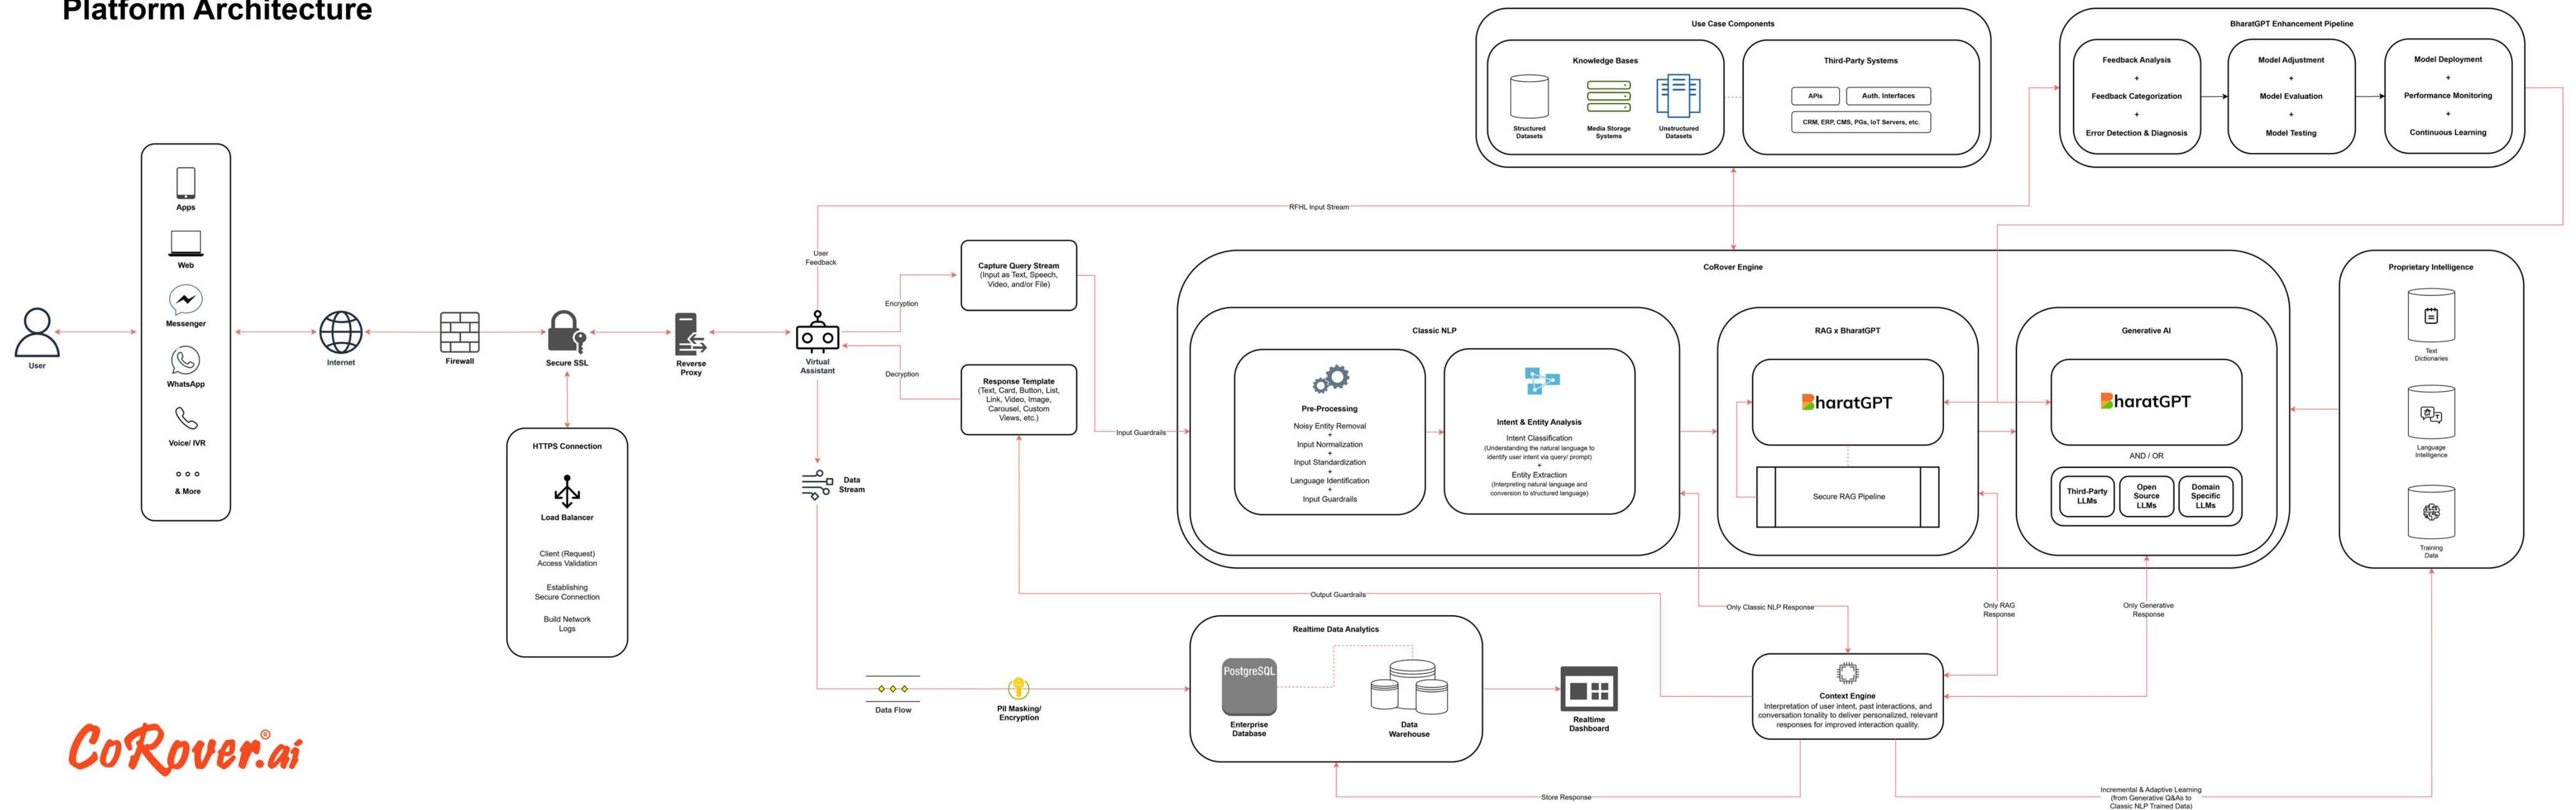 Platform Architecture
Use Case Components
Knowledge Bases
Structured
Datasets
Media Storage
Systems
Unstructured
Datasets
Third-Party Systems
APIs
Auth. Interfaces
CRM, ERP, CMS, PGs, IoT Servers, etc.
BharatGPT Enhancement Pipeline
Feedback Analysis
+
Feedback Categorization
+
Error Detection & Diagnosis
Model Adjustment
+
Model Evaluation
+
Model Testing
Model Deployment
+
Performance Monitoring
+
Continuous Learning
User
Apps
Web
Messenger
WhatsApp
Voice/ IVR
& More
Internet
Firewall
Secure SSL
HTTPS Connection
Load Balancer
Client (Request)
Access Validation
Establishing
Secure Connection
Build Network
Logs
Reverse
Proxy
RFHL Input Stream
User
Feedback
Virtual
Assistant
Encryption
Decryption
Capture Query Stream
(Input as Text, Speech,
Video, and/or File)
Response Template
(Text, Card, Button, List,
Link, Video, Image,
Carousel, Custom
Views, etc.)
Input Guardrails
Data
Stream
CoRover Engine
Classic NLP
Pre-Processing
Noisy Entity Removal
+
Input Normalization
+
Input Standardization
+
Language Identification
+
Input Guardrails
Intent & Entity Analysis
Intent Classification
(Understanding the natural language to
identify user intent via query/ prompt)
+
Entity Extraction
(Interpreting natural language and
conversion to structured language)
RAG x BharatGPT
BharatGPT
Secure RAG Pipeline
Generative AI
BharatGPT
AND / OR
Third-Party
LLMs
Open
Source
LLMs
Domain
Specific
LLMs
Proprietary Intelligence
Text
Dictionaries
Language
Intelligence
Training
Data
Output Guardrails
Only Classic NLP Response
Only RAG
Response
Only Generative
Response
Data Flow
PII Masking/
Encryption
Realtime Data Analytics
PostgreSQL
Enterprise
Database
Data
Warehouse
Realtime
Dashboard
Context Engine
Interpretation of user intent, past interactions, and
conversation tonality to deliver personalized, relevant
responses for improved interaction quality.
Store Response
Incremental & Adaptive Learning
(from Generative Q&As to
Classic NLP Trained Data)
CoRover®.ai